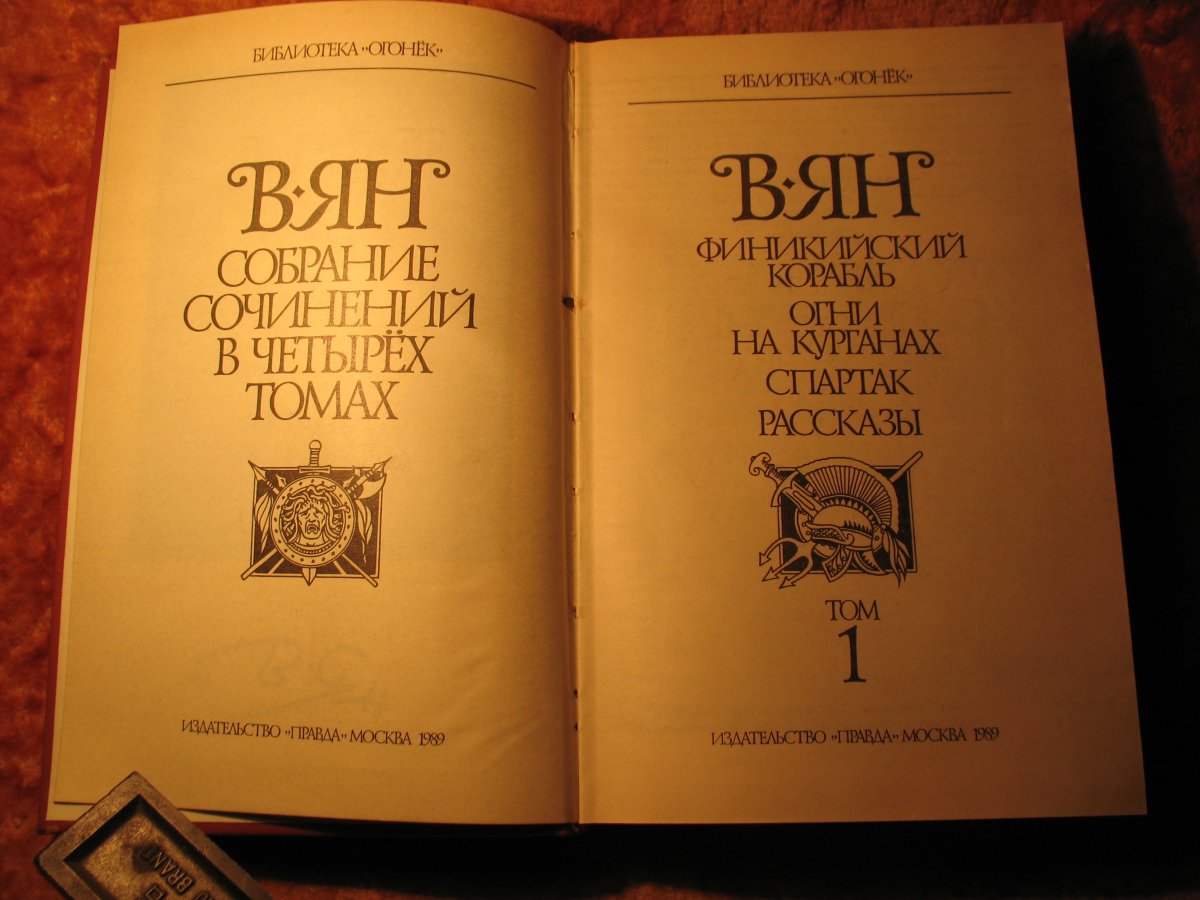 БИБЛИОТЕКА „ОГОНЁК"
В·ЯН
СОБРАНИЕ
СОЧИНЕНИЙ
В ЧЕТЫРЁХ
ТОМАХ
ИЗДАТЕЛЬСТВО „ПРАВДА" МОСКВА 1989
БИБЛИОТЕКА „ОГОНЁК"
В·ЯН
ФИНИКИЙСКИЙ
КОРАБЛЬ
ОГНИ
НА КУРГАНАХ
СПАРТАК
РАССКАЗЫ
ТОМ
1
ИЗДАТЕЛЬСТВО „ПРАВДА" МОСКВА 1989
BRAND